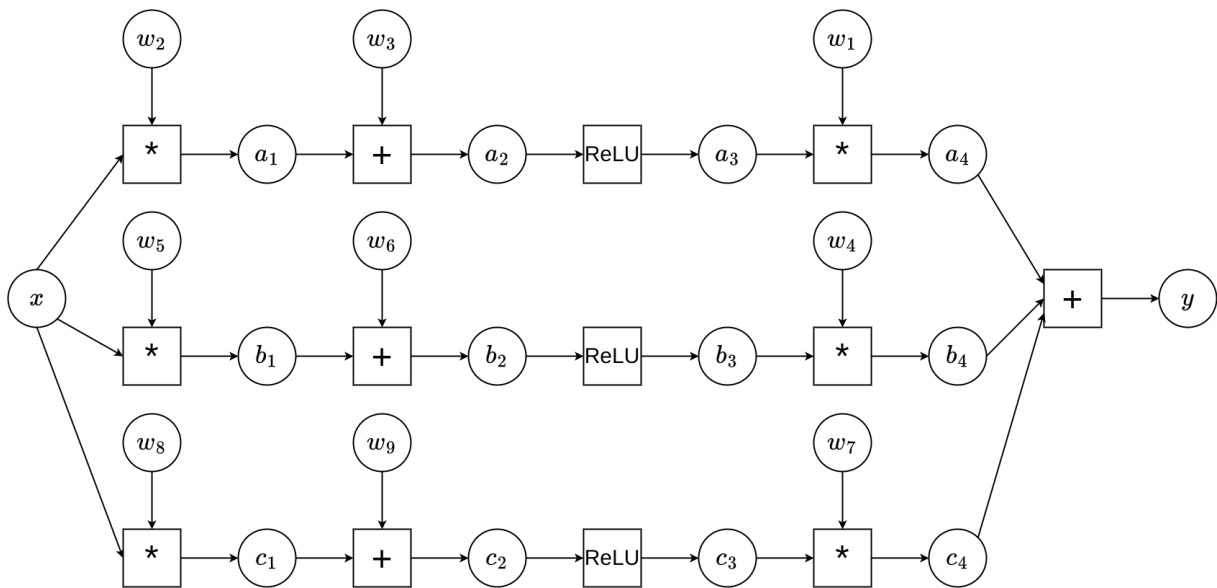 w₂ w₃ w₁
* a₁ + a₂ ReLU a₃ * a₄
w₅ w₆ w₄
x + y
* b₁ + b₂ ReLU b₃ * b₄
w₈ w₉ w₇
* c₁ + c₂ ReLU c₃ * c₄